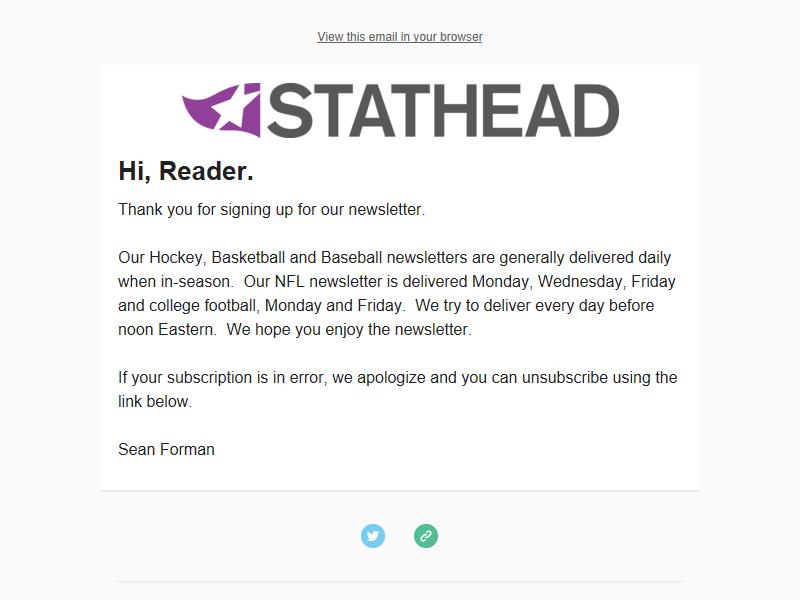 View this email in your browser
STATHEAD
Hi, Reader.
Thank you for signing up for our newsletter.
Our Hockey, Basketball and Baseball newsletters are generally delivered daily
when in-season.  Our NFL newsletter is delivered Monday, Wednesday, Friday
and college football, Monday and Friday.  We try to deliver every day before
noon Eastern.  We hope you enjoy the newsletter.
If your subscription is in error, we apologize and you can unsubscribe using the
link below.
Sean Forman